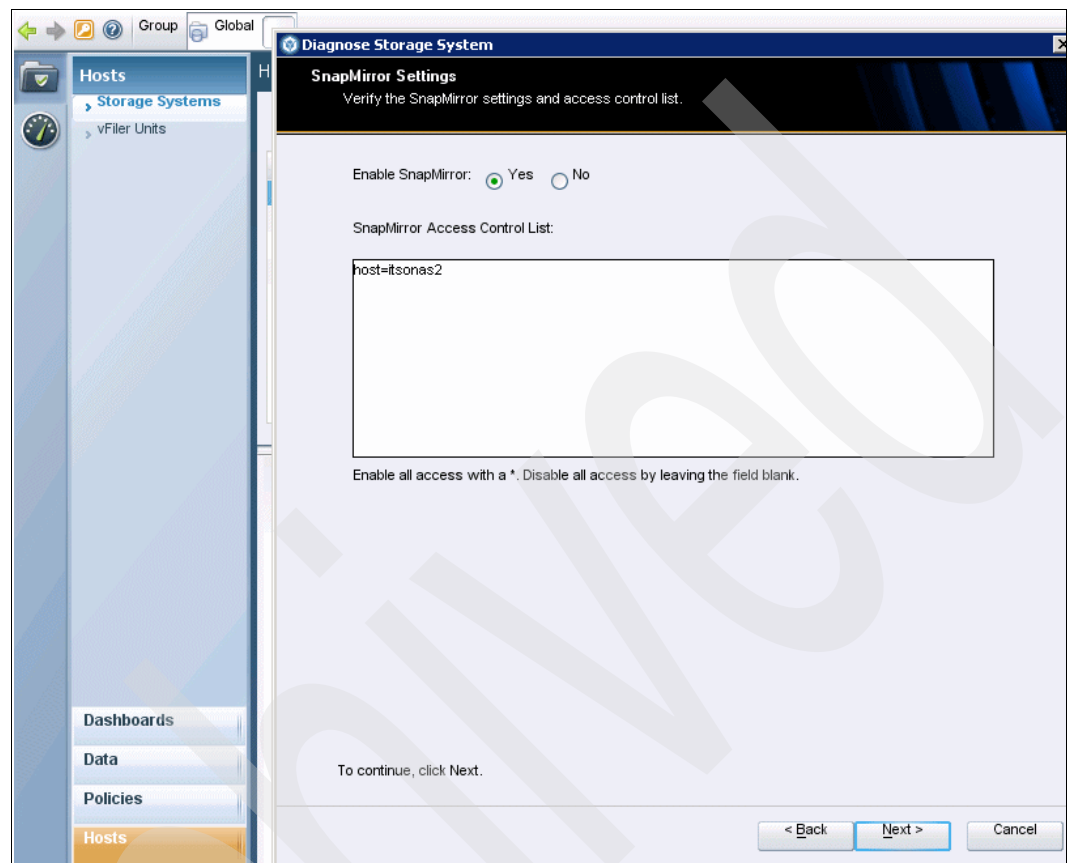 Group
Global
Diagnose Storage System
Hosts
H
SnapMirror Settings
Storage Systems
Verify the SnapMirror settings and access control list.
vFiler Units
Enable SnapMirror:
Yes
No
SnapMirror Access Control List:
host=itsonas2
Enable all access with a *. Disable all access by leaving the field blank.
Dashboards
Data
To continue, click Next.
Policies
Hosts
< Back
Next >
Cancel